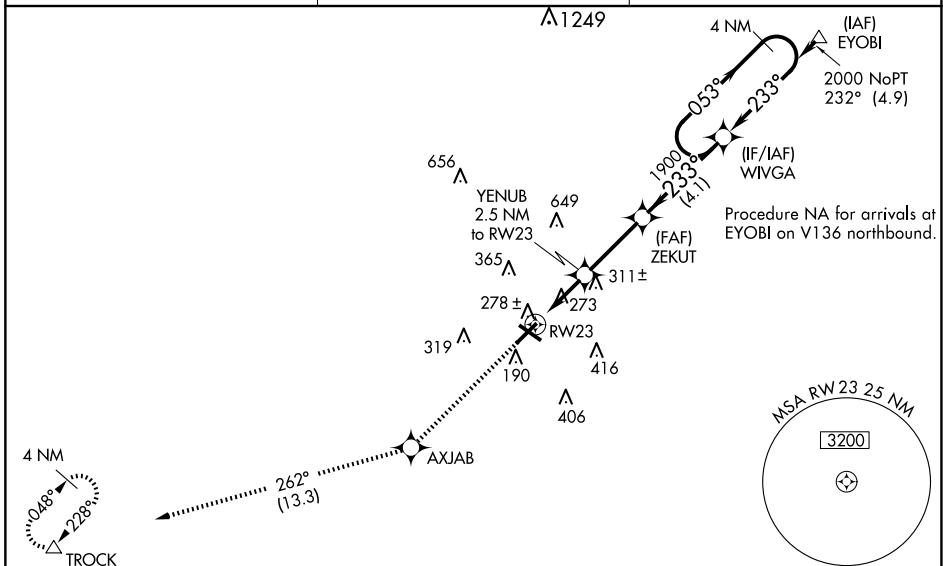 1249
4 NM
(IAF)
EYOBI
2000 NoPT
232° (4.9)
053°
233°
(IF/IAF)
WIVGA
1900
233°
(4.1)
656
YENUB
2.5 NM
to RW23
649
(FAF)
ZEKUT
Procedure NA for arrivals at
EYOBI on V136 northbound.
365
311±
278±
273
RW23
319
190
416
406
MSA RW 23 25 NM
3200
AXJAB
4 NM
262°
(13.3)
048°
228°
TROCK